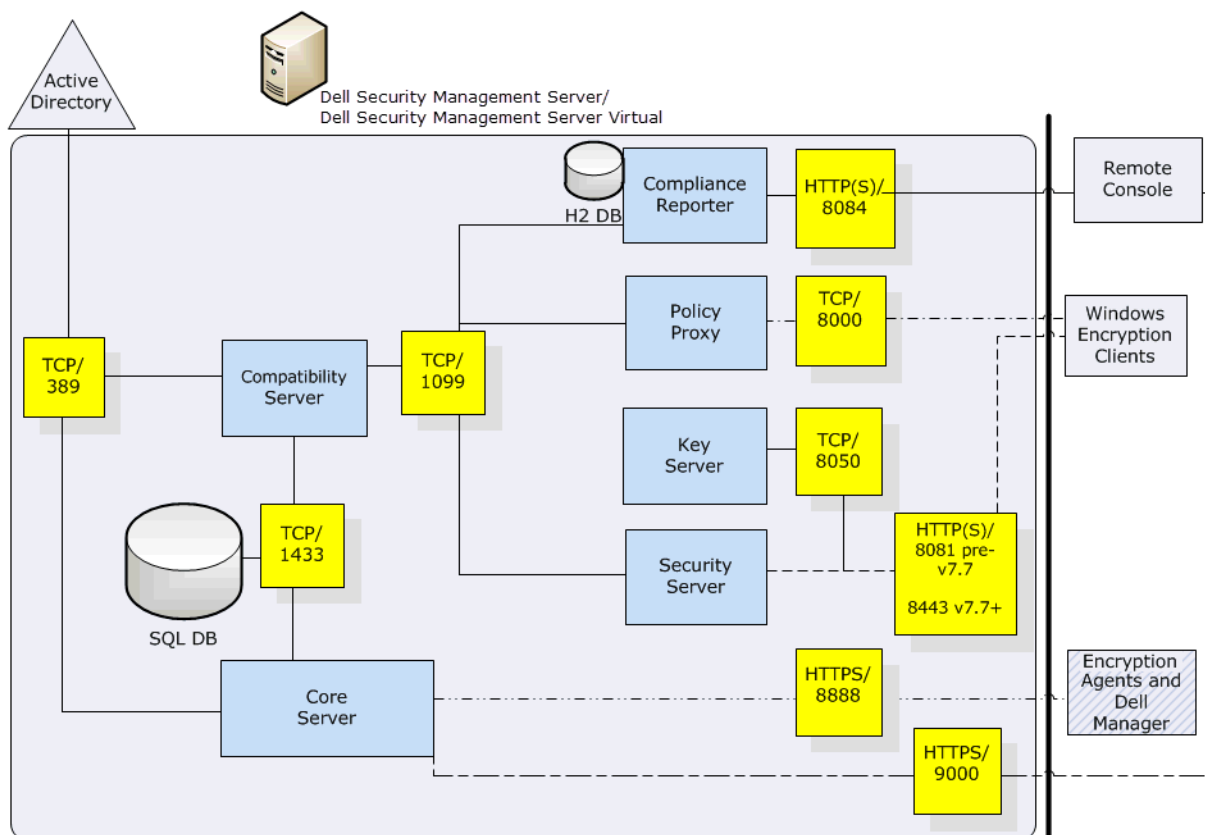 Active
Directory
Dell Security Management Server/
Dell Security Management Server Virtual
H2 DB
Compliance
Reporter
HTTP(S)/
8084
Remote
Console
Policy
Proxy
TCP/
8000
Windows
Encryption
Clients
TCP/
389
Compatibility
Server
TCP/
1099
Key
Server
TCP/
8050
SQL DB
TCP/
1433
Security
Server
HTTP(S)/
8081 pre-
v7.7
8443 v7.7+
Core
Server
HTTPS/
8888
Encryption
Agents and
Dell
Manager
HTTPS/
9000